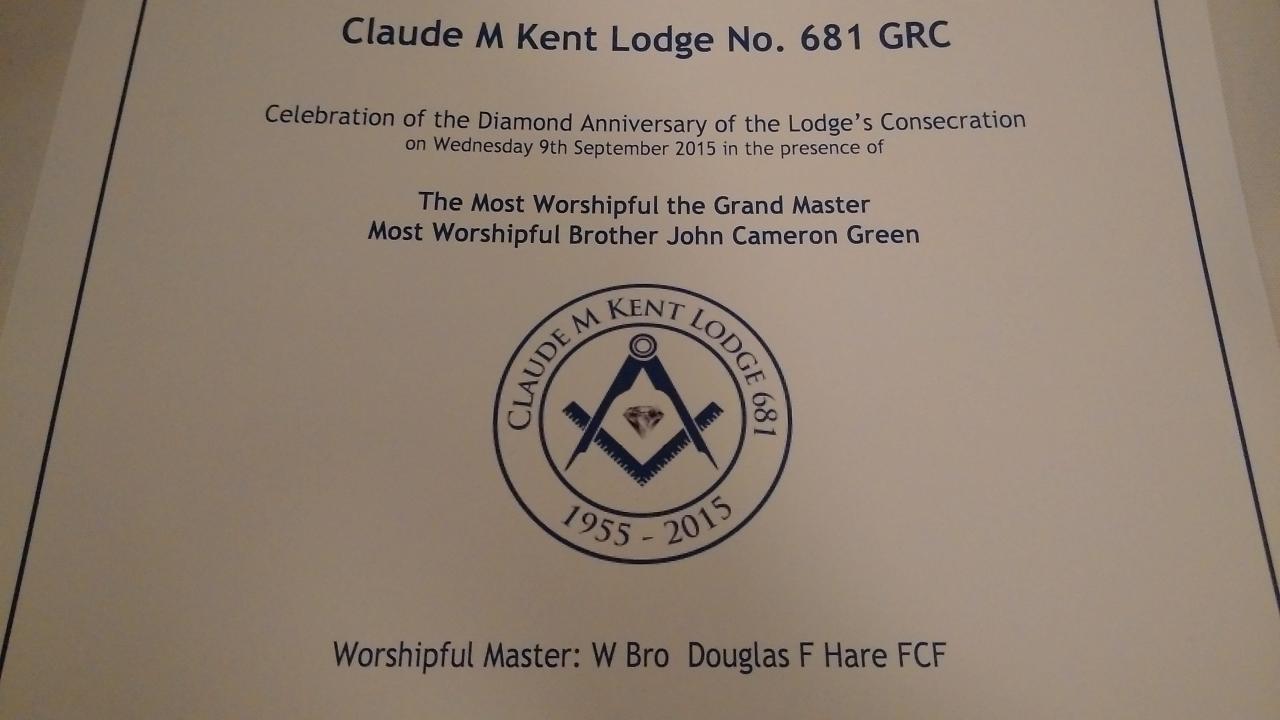 Claude M Kent Lodge No. 681 GRC
Celebration of the Diamond Anniversary of the Lodge's Consecration
on Wednesday 9th September 2015 in the presence of
The Most Worshipful the Grand Master
Most Worshipful Brother John Cameron Green
CLAUDE M KENT LODGE 681
1955 - 2015
Worshipful Master: W Bro Douglas F Hare FCF